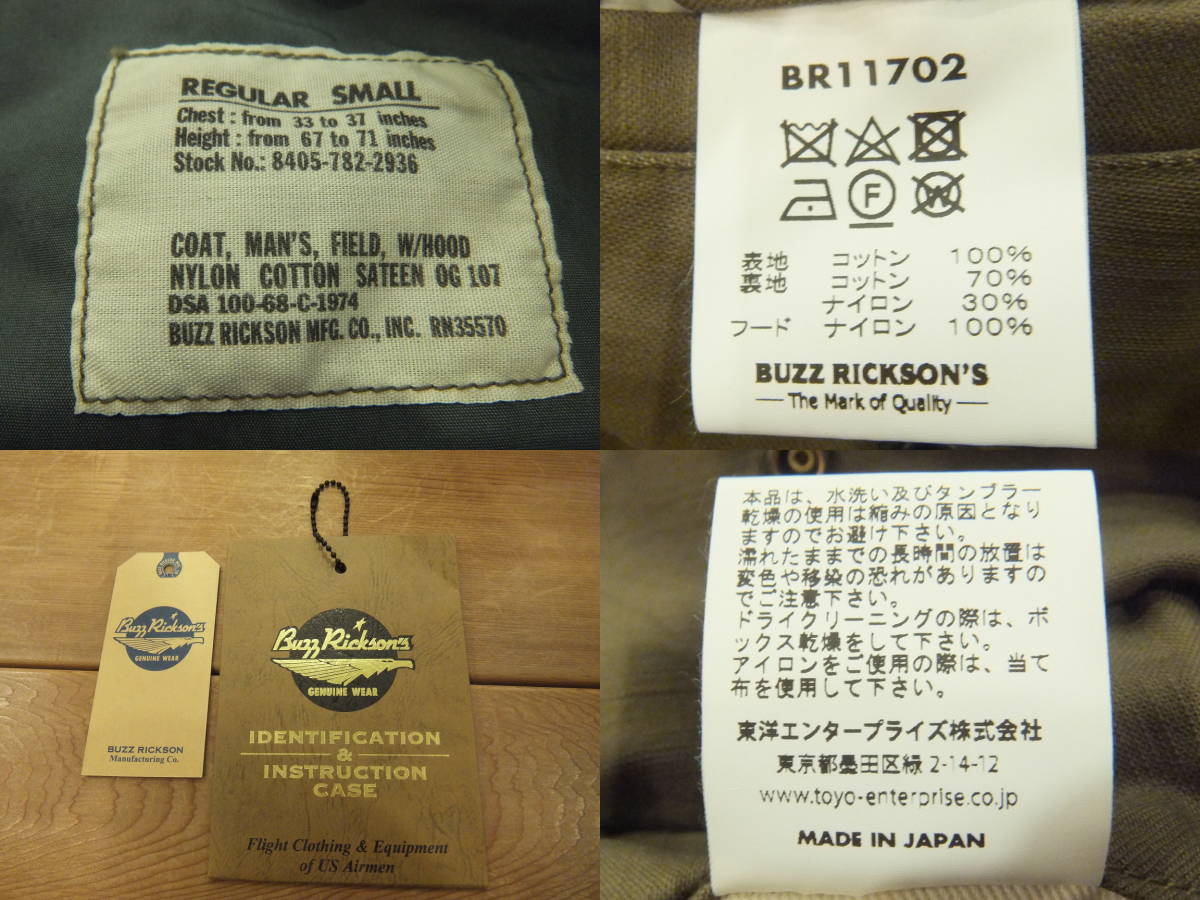 REGULAR SMALL
Chest : from 33 to 37 inches
Height : from 67 to 71 inches
Stock No.: 8405-782-2936
COAT, MAN'S, FIELD, W/HOOD
NYLON COTTON SATEEN OG 107
DSA 100-68-C-1974
BUZZ RICKSON MFG. CO., INC. RN35570
BR11702
F
W
表地 コットン 100%
裏地 コットン 70%
ナイロン 30%
フード ナイロン 100%
BUZZ RICKSON'S
The Mark of Quality
Buzz Rickson's
GENUINE WEAR
BUZZ RICKSON
Manufacturing Co.
Buzz Rickson's
GENUINE WEAR
IDENTIFICATION
&
INSTRUCTION
CASE
Flight Clothing & Equipment
of US Airmen
本品は、水洗い及びタンブラー
乾燥の使用は縮みの原因となり
ますのでお避け下さい。
濡れたままでの長時間の放置は
変色や移染の恐れがありますの
でご注意下さい。
ドライクリーニングの際は、ボ
ックス乾燥をして下さい。
アイロンをご使用の際は、当て
布を使用して下さい。
東洋エンタープライズ株式会社
東京都墨田区緑 2-14-12
www.toyo-enterprise.co.jp
MADE IN JAPAN